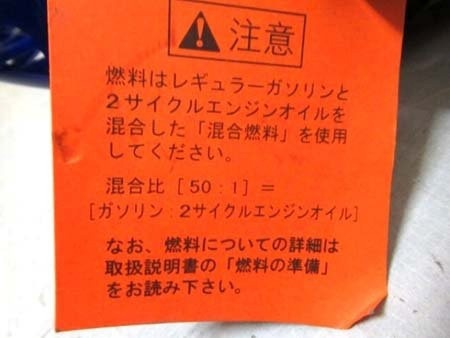 注意
燃料はレギュラーガソリンと
2サイクルエンジンオイルを
混合した「混合燃料」を使用
してください。
混合比［50：1］＝
［ガソリン：2サイクルエンジンオイル］
なお、燃料についての詳細は
取扱説明書の「燃料の準備」
をお読み下さい。